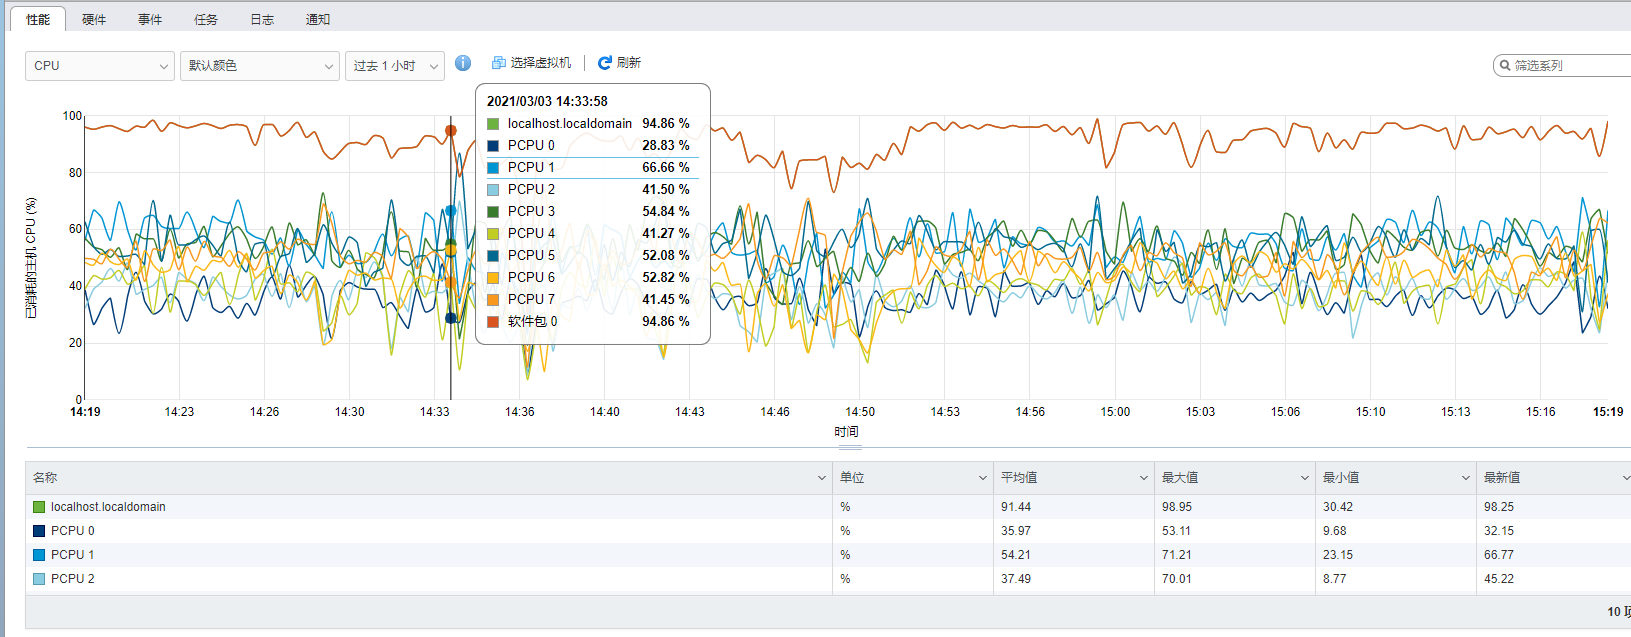 性能 硬件 事件 任务 日志 通知
CPU 默认颜色 过去 1 小时 选择虚拟机 刷新 筛选系列
2021/03/03 14:33:58
localhost.localdomain 94.86 %
PCPU 0 28.83 %
PCPU 1 66.66 %
PCPU 2 41.50 %
PCPU 3 54.84 %
PCPU 4 41.27 %
PCPU 5 52.08 %
PCPU 6 52.82 %
PCPU 7 41.45 %
软件包 0 94.86 %
已消耗的主机 CPU (%)
100
80
60
40
20
0
14:19 14:23 14:26 14:30 14:33 14:36 14:40 14:43 14:46 14:50 14:53 14:56 15:00 15:03 15:06 15:10 15:13 15:16 15:19
时间
名称 单位 平均值 最大值 最小值 最新值
localhost.localdomain % 91.44 98.95 30.42 98.25
PCPU 0 % 35.97 53.11 9.68 32.15
PCPU 1 % 54.21 71.21 23.15 66.77
PCPU 2 % 37.49 70.01 8.77 45.22
10